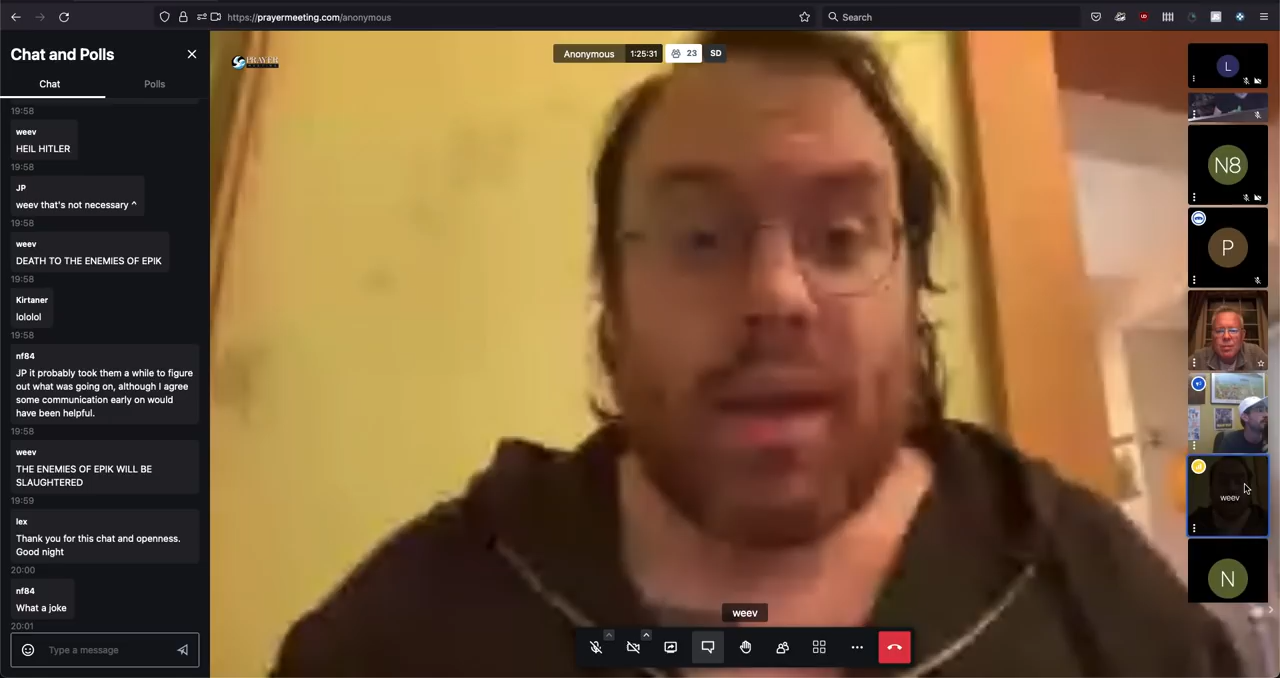 https://prayermeeting.com/anonymous
Search
Chat and Polls
Chat
Polls
19:58
weev
HEIL HITLER
19:58
JP
weev that's not necessary ^
19:58
weev
DEATH TO THE ENEMIES OF EPIK
19:58
Kirtaner
lololol
19:58
nf84
JP it probably took them a while to figure
out what was going on, although I agree
some communication early on would
have been helpful.
19:58
weev
THE ENEMIES OF EPIK WILL BE
SLAUGHTERED
19:59
lex
Thank you for this chat and openness.
Good night
20:00
nf84
What a joke
20:01
Type a message
PRAYER
Anonymous
1:25:31
23
SD
weev
L
N8
P
weev
N